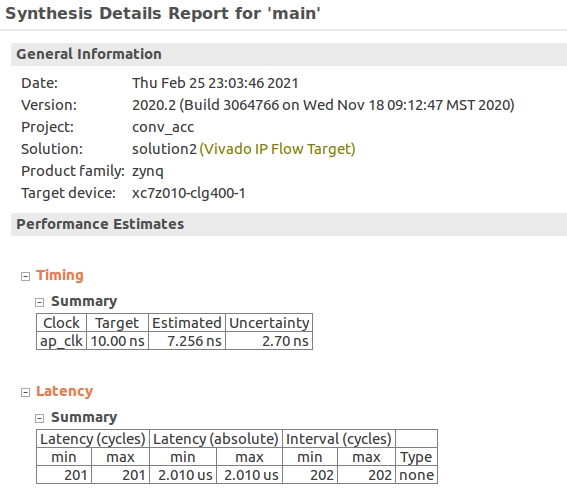 Synthesis Details Report for 'main'
General Information
Date: Thu Feb 25 23:03:46 2021
Version: 2020.2 (Build 3064766 on Wed Nov 18 09:12:47 MST 2020)
Project: conv_acc
Solution: solution2 (Vivado IP Flow Target)
Product family: zynq
Target device: xc7z010-clg400-1
Performance Estimates
Timing
Summary
Clock Target Estimated Uncertainty
ap_clk 10.00 ns 7.256 ns 2.70 ns
Latency
Summary
Latency (cycles) Latency (absolute) Interval (cycles)
min max min max min max Type
201 201 2.010 us 2.010 us 202 202 none